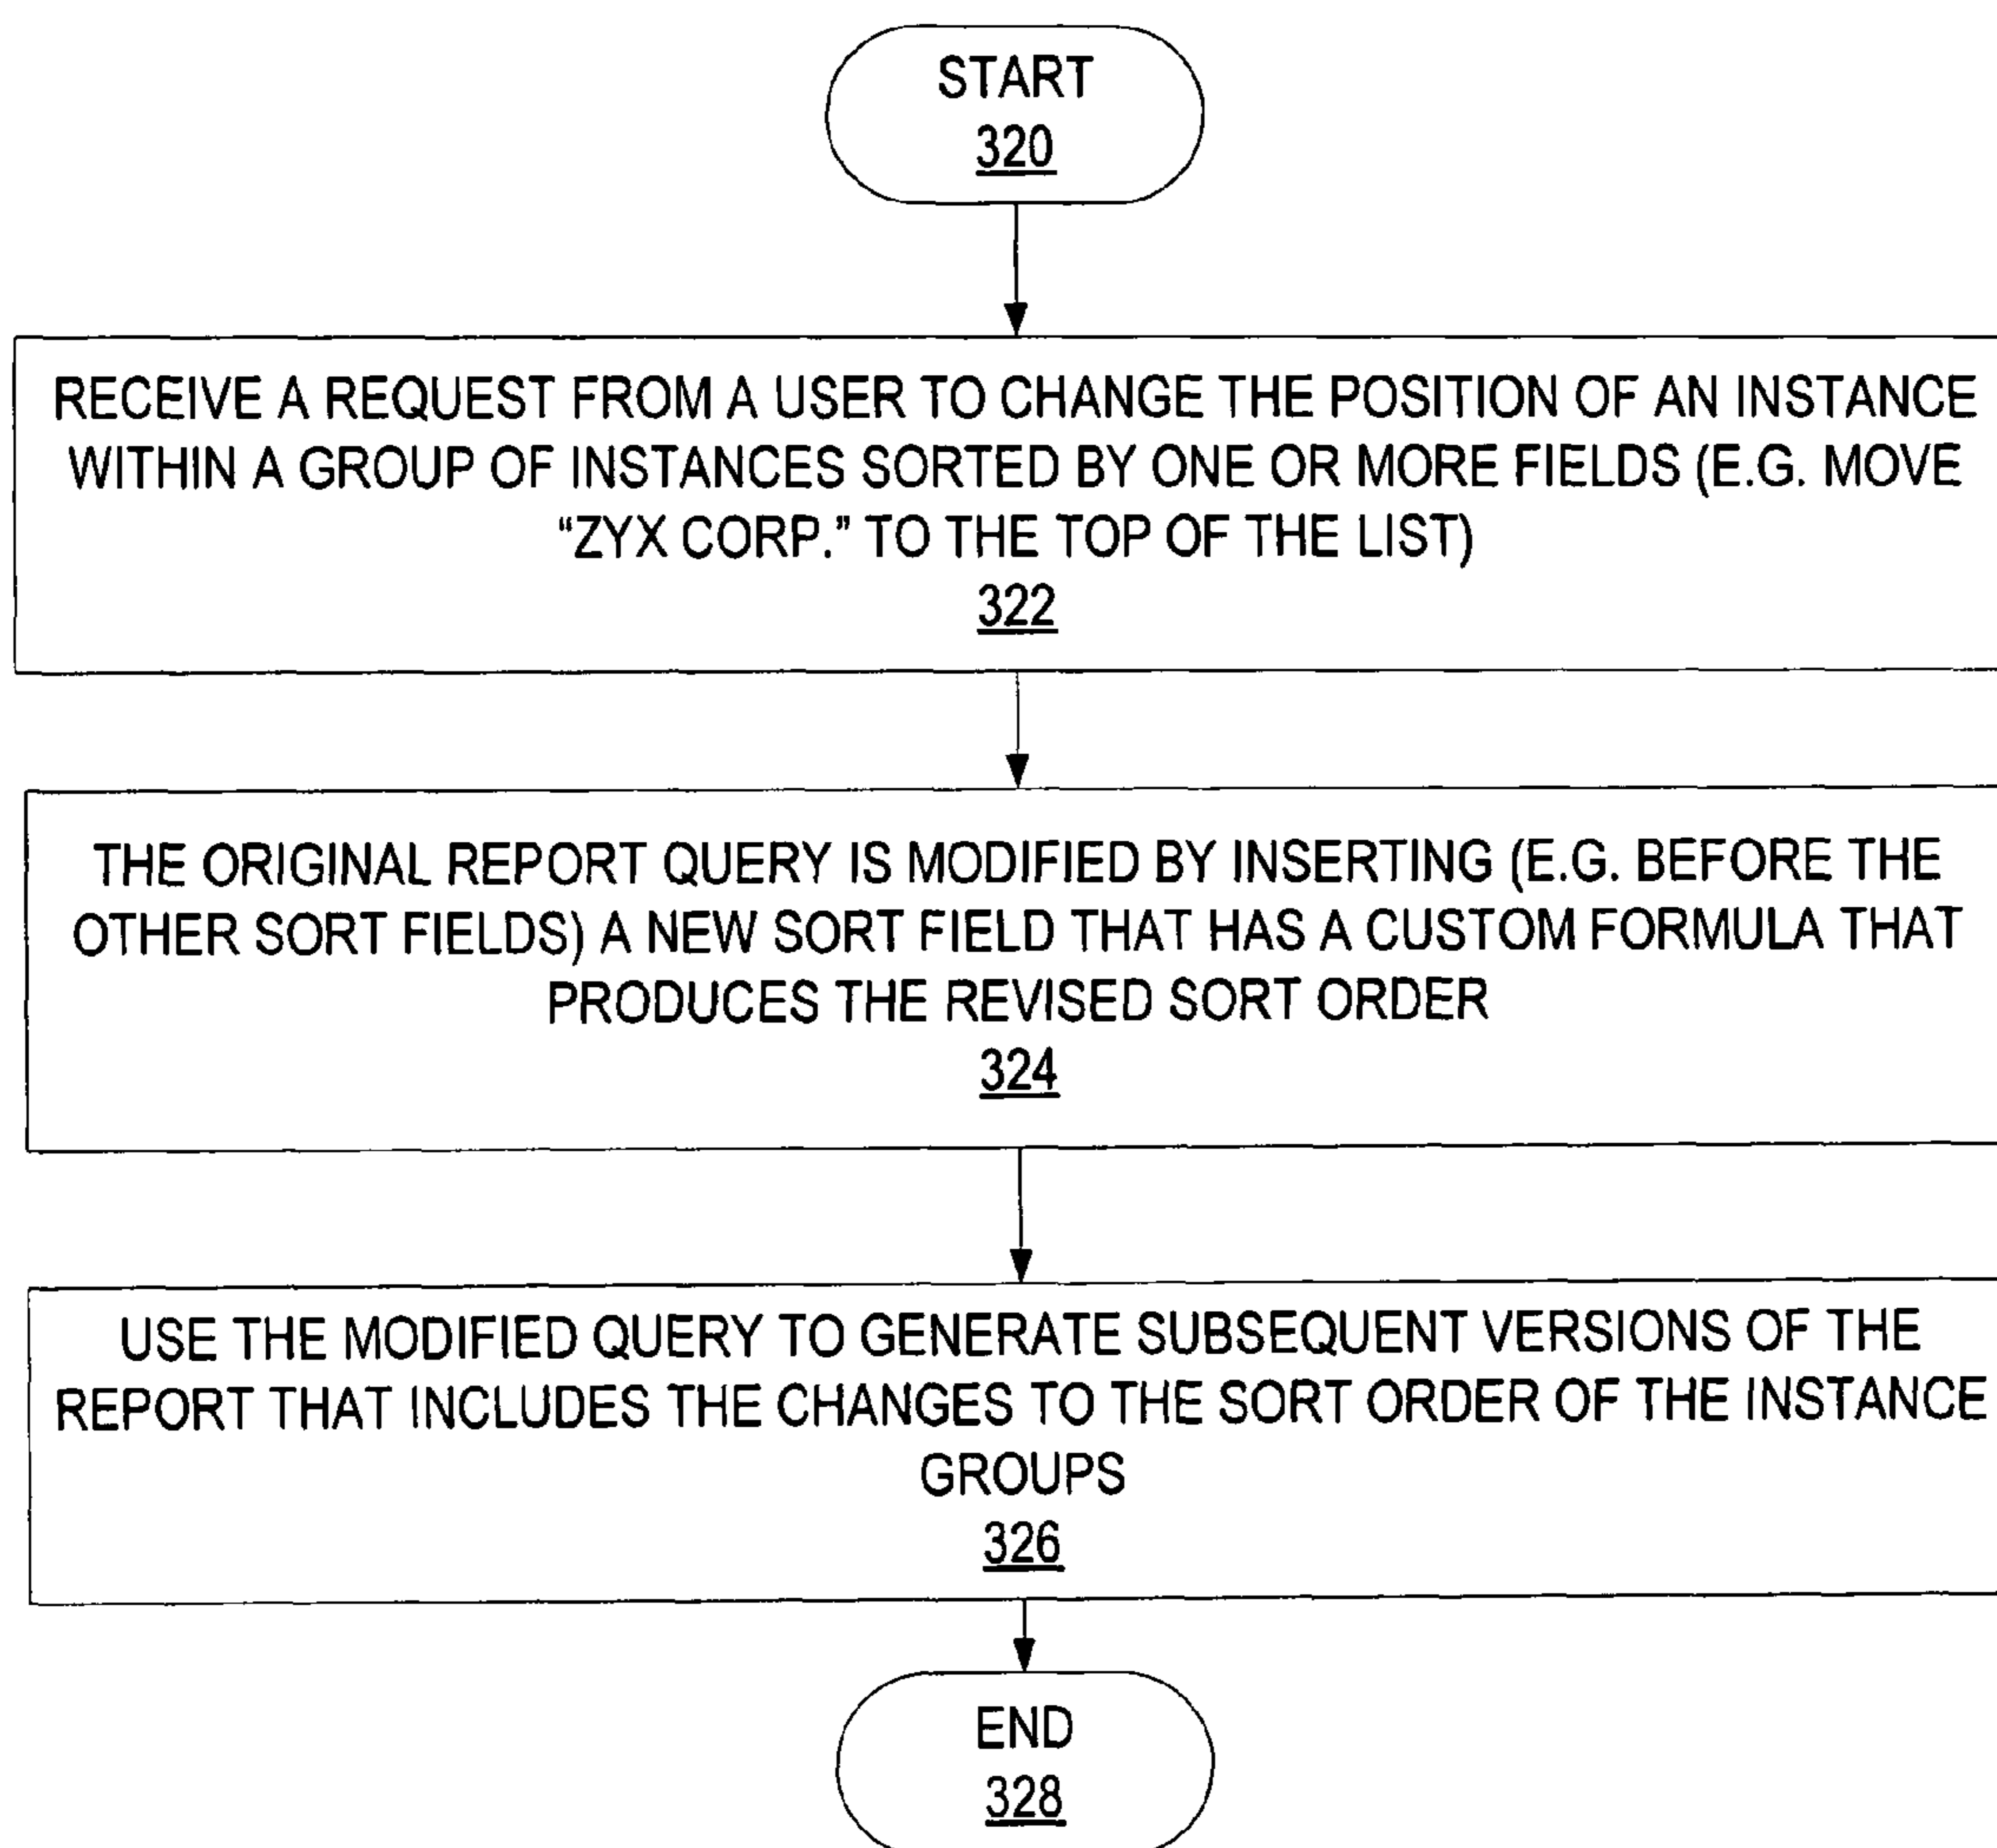 START
320
RECEIVE A REQUEST FROM A USER TO CHANGE THE POSITION OF AN INSTANCE
WITHIN A GROUP OF INSTANCES SORTED BY ONE OR MORE FIELDS (E.G. MOVE
“ZYX CORP.” TO THE TOP OF THE LIST)
322
THE ORIGINAL REPORT QUERY IS MODIFIED BY INSERTING (E.G. BEFORE THE
OTHER SORT FIELDS) A NEW SORT FIELD THAT HAS A CUSTOM FORMULA THAT
PRODUCES THE REVISED SORT ORDER
324
USE THE MODIFIED QUERY TO GENERATE SUBSEQUENT VERSIONS OF THE
REPORT THAT INCLUDES THE CHANGES TO THE SORT ORDER OF THE INSTANCE
GROUPS
326
END
328